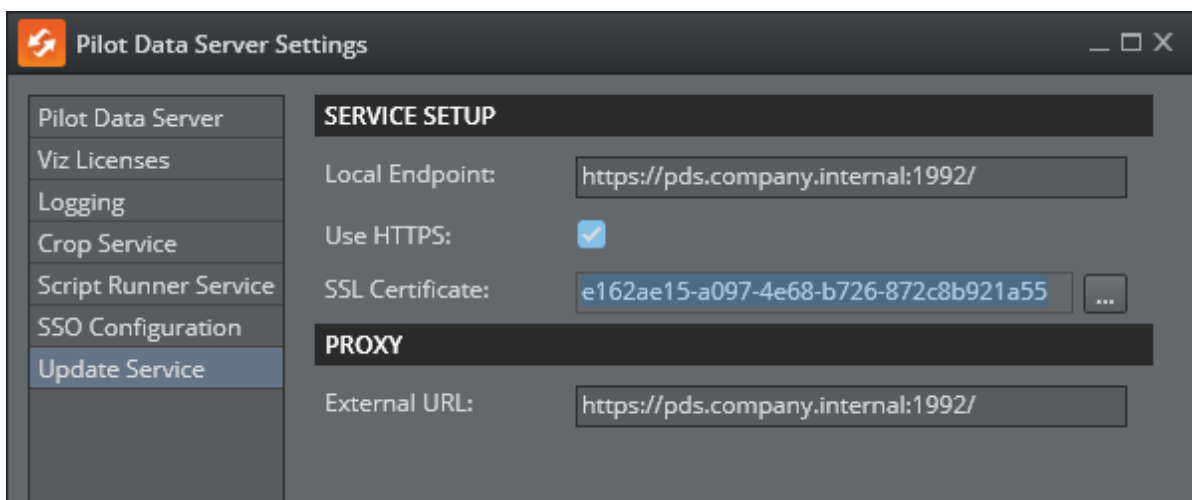 Pilot Data Server Settings
Pilot Data Server
Viz Licenses
Logging
Crop Service
Script Runner Service
SSO Configuration
Update Service
SERVICE SETUP
Local Endpoint: https://pds.company.internal:1992/
Use HTTPS:
SSL Certificate: e162ae15-a097-4e68-b726-872c8b921a55 ...
PROXY
External URL: https://pds.company.internal:1992/